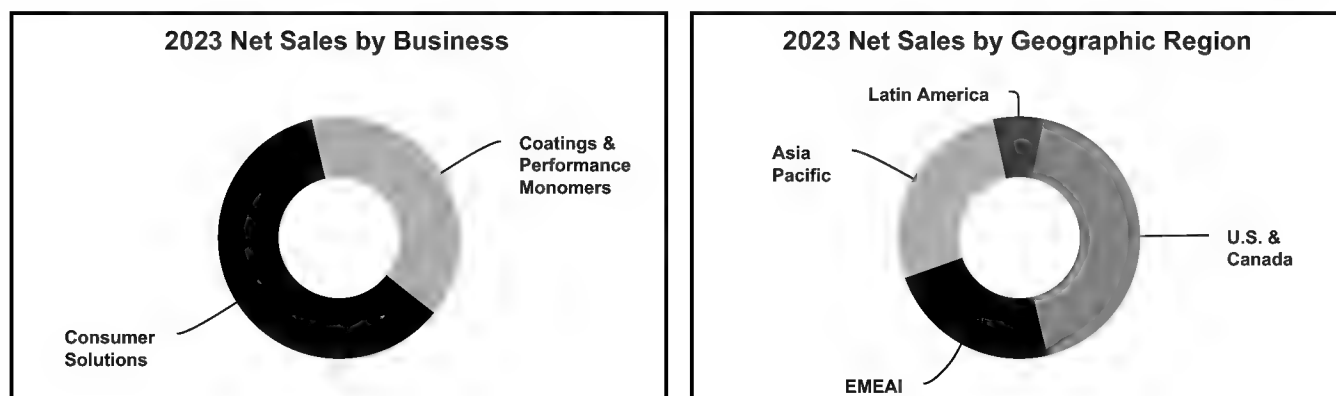 2023 Net Sales by Business
Coatings &
Performance
Monomers
Consumer
Solutions
2023 Net Sales by Geographic Region
Latin America
Asia
Pacific
U.S. &
Canada
EMEAI